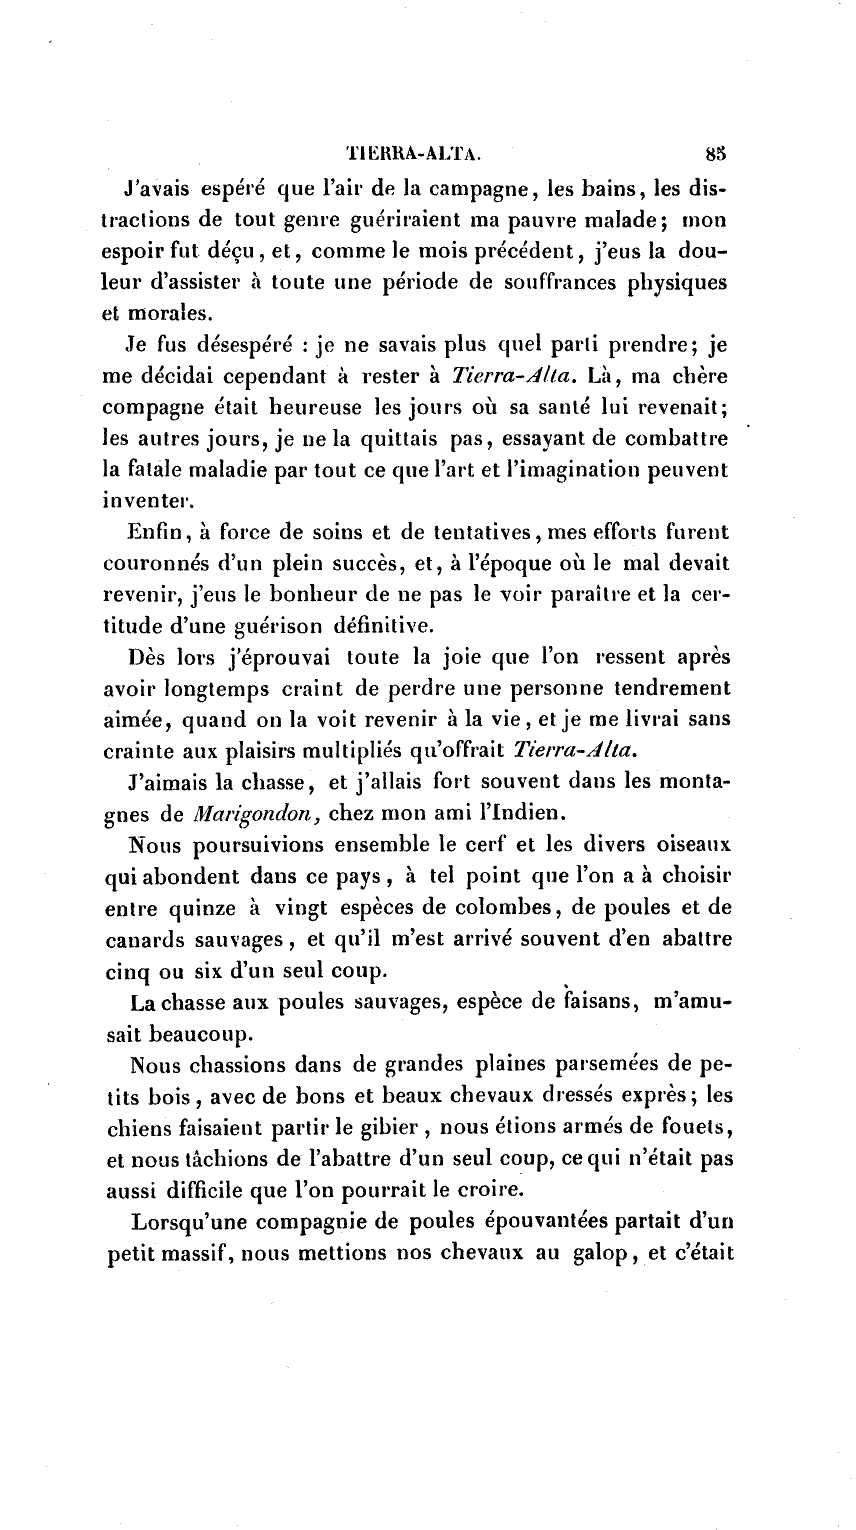 TIERRA-ALTA. 85
J'avais espéré que l'air de la campagne, les bains, les dis-
tractions de tout genre guériraient ma pauvre malade; mon
espoir fut déçu, et, comme le mois précédent, j'eus la dou-
leur d'assister à toute une période de souffrances physiques
et morales.
Je fus désespéré : je ne savais plus quel parti prendre; je
me décidai cependant à rester à Tierra-Alta. Là, ma chère
compagne était heureuse les jours où sa santé lui revenait;
les autres jours, je ne la quittais pas, essayant de combattre
la fatale maladie par tout ce que l'art et l'imagination peuvent
inventer.
Enfin, à force de soins et de tentatives, mes efforts furent
couronnés d'un plein succès, et, à l'époque où le mal devait
revenir, j'eus le bonheur de ne pas le voir paraître et la cer-
titude d'une guérison définitive.
Dès lors j'éprouvai toute la joie que l'on ressent après
avoir longtemps craint de perdre une personne tendrement
aimée, quand on la voit revenir à la vie, et je me livrai sans
crainte aux plaisirs multipliés qu'offrait Tierra-Alta.
J'aimais la chasse, et j'allais fort souvent dans les monta-
gnes de Marigondon, chez mon ami l'Indien.
Nous poursuivions ensemble le cerf et les divers oiseaux
qui abondent dans ce pays, à tel point que l'on a à choisir
entre quinze à vingt espèces de colombes, de poules et de
canards sauvages, et qu'il m'est arrivé souvent d'en abattre
cinq ou six d'un seul coup.
La chasse aux poules sauvages, espèce de faisans, m'amu-
sait beaucoup.
Nous chassions dans de grandes plaines parsemées de pe-
tits bois, avec de bons et beaux chevaux dressés exprès; les
chiens faisaient partir le gibier, nous étions armés de fouets,
et nous tâchions de l'abattre d'un seul coup, ce qui n'était pas
aussi difficile que l'on pourrait le croire.
Lorsqu'une compagnie de poules épouvantées partait d'un
petit massif, nous mettions nos chevaux au galop, et c'était